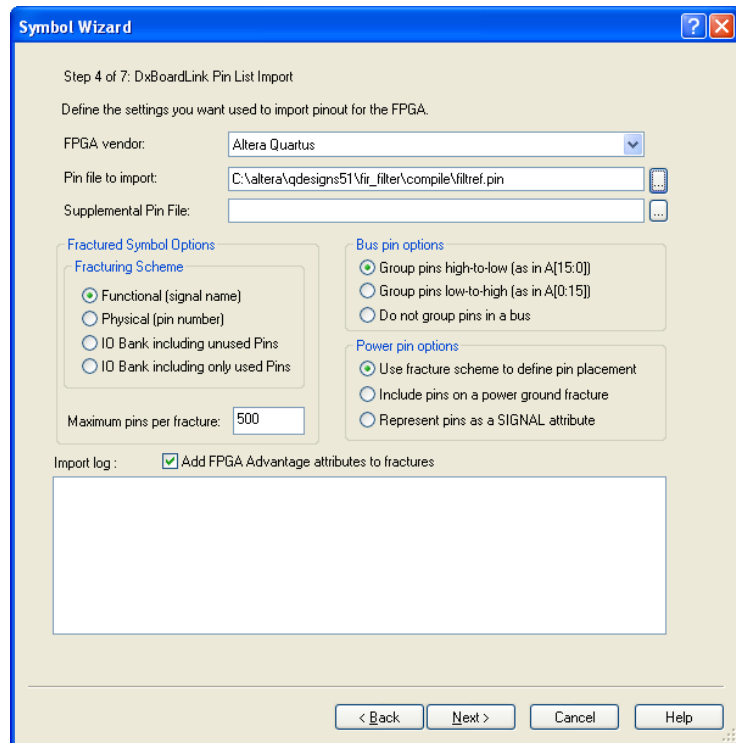 Symbol Wizard
Step 4 of 7: DxBoardLink Pin List Import
Define the settings you want used to import pinout for the FPGA.
FPGA vendor: Altera Quartus
Pin file to import: C:\altera\qdesigns51\fir_filter\compile\filtref.pin ...
Supplemental Pin File: ...
Fractured Symbol Options
Fracturing Scheme
Functional (signal name)
Physical (pin number)
IO Bank including unused Pins
IO Bank including only used Pins
Maximum pins per fracture: 500
Bus pin options
Group pins high-to-low (as in A[15:0])
Group pins low-to-high (as in A[0:15])
Do not group pins in a bus
Power pin options
Use fracture scheme to define pin placement
Include pins on a power ground fracture
Represent pins as a SIGNAL attribute
Import log : Add FPGA Advantage attributes to fractures
< Back Next > Cancel Help